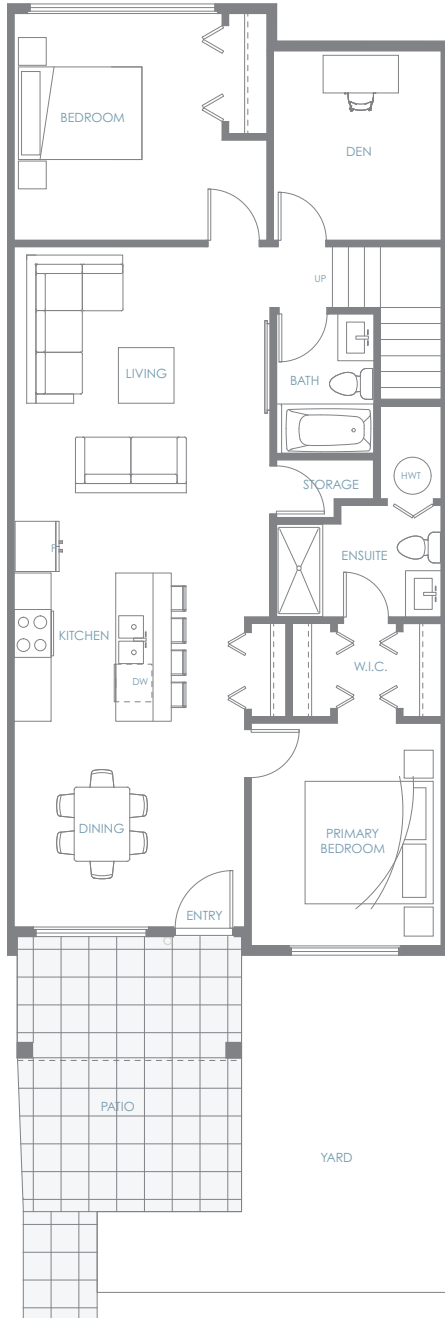 BEDROOM
DEN
UP
LIVING
BATH
STORAGE
HWT
F
ENSUITE
KITCHEN
W.I.C.
DW
DINING
PRIMARY
BEDROOM
ENTRY
PATIO
YARD